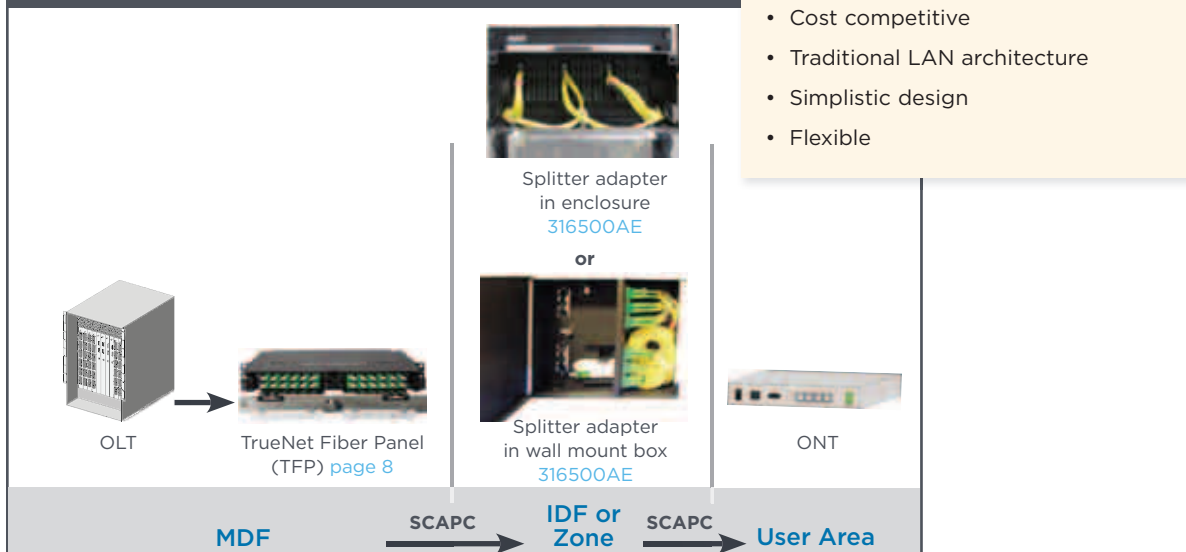 • Cost competitive
• Traditional LAN architecture
• Simplistic design
• Flexible
Splitter adapter
in enclosure
316500AE
or
OLT
TrueNet Fiber Panel
(TFP) page 8
Splitter adapter
in wall mount box
316500AE
ONT
MDF
SCAPC
IDF or
Zone
SCAPC
User Area